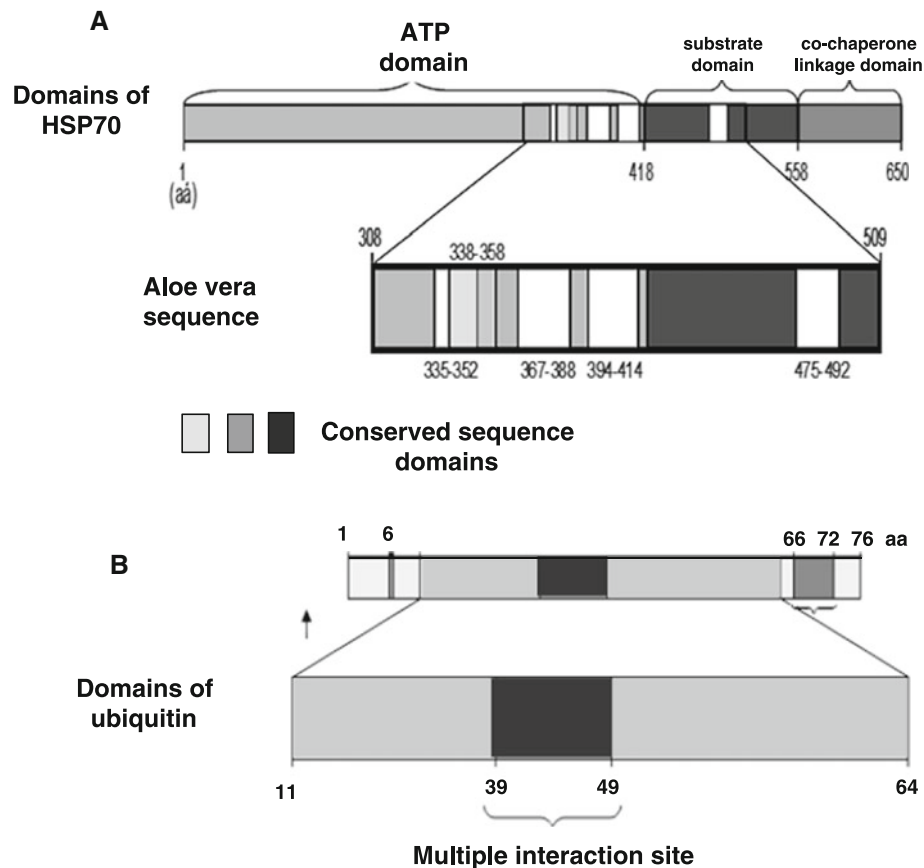 A
ATP
domain
substrate
domain
co-chaperone
linkage domain
Domains of
HSP70
1
(aá)
418
558
650
308
338-358
509
Aloe vera
sequence
335-352
367-388
394-414
475-492
Conserved sequence
domains
B
1
6
66
72
76
aa
Domains of
ubiquitin
11
39
49
64
Multiple interaction site